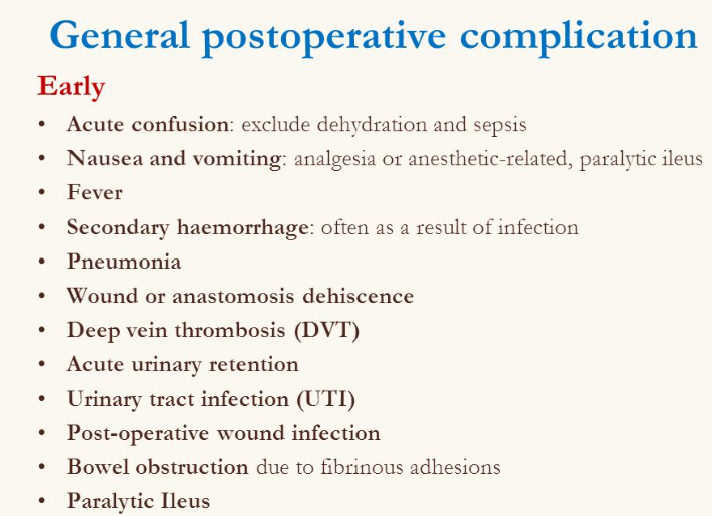 General postoperative complication
Early
• Acute confusion: exclude dehydration and sepsis
• Nausea and vomiting: analgesia or anesthetic-related, paralytic ileus
• Fever
• Secondary haemorrhage: often as a result of infection
• Pneumonia
• Wound or anastomosis dehiscence
• Deep vein thrombosis (DVT)
• Acute urinary retention
• Urinary tract infection (UTI)
• Post-operative wound infection
• Bowel obstruction due to fibrinous adhesions
• Paralytic Ileus